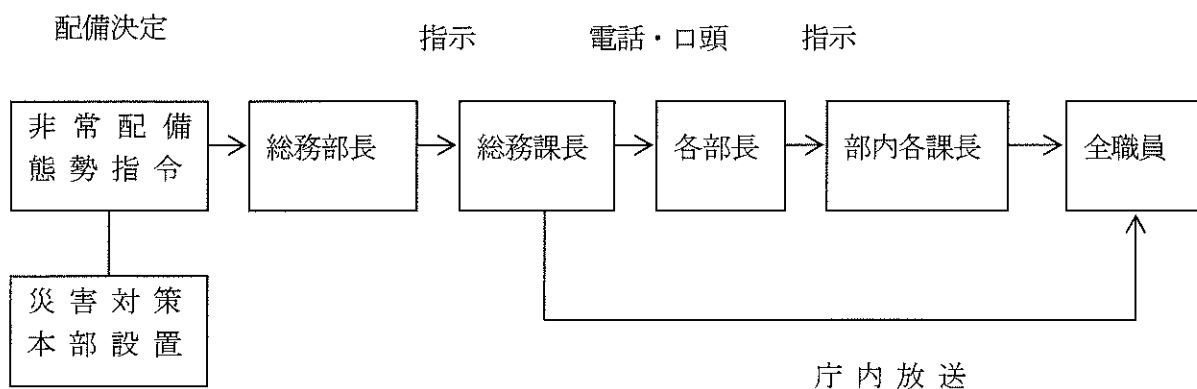 配備決定
指示 電話・口頭 指示
非常配備
態勢指令
総務部長
総務課長
各部長
部内各課長
全職員
災害対策
本部設置
庁内放送